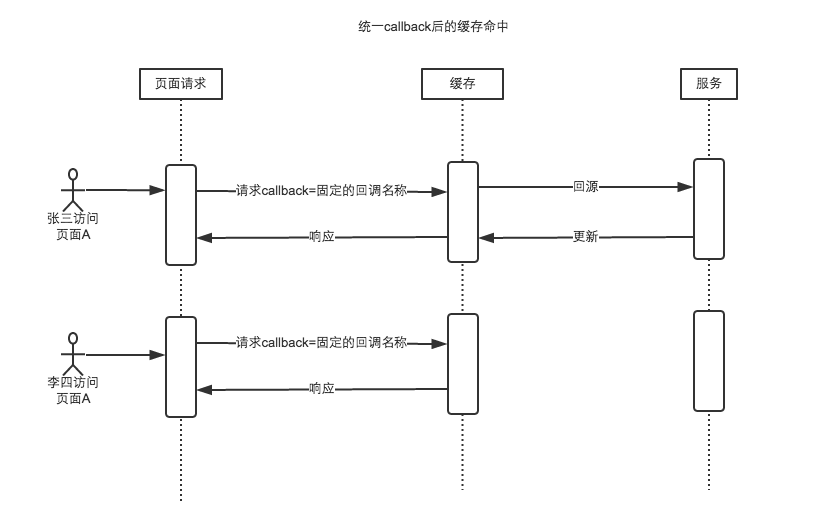 统一callback后的缓存命中
页面请求
缓存
服务
请求callback=固定的回调名称
回源
张三访问
页面A
响应
更新
请求callback=固定的回调名称
李四访问
页面A
响应